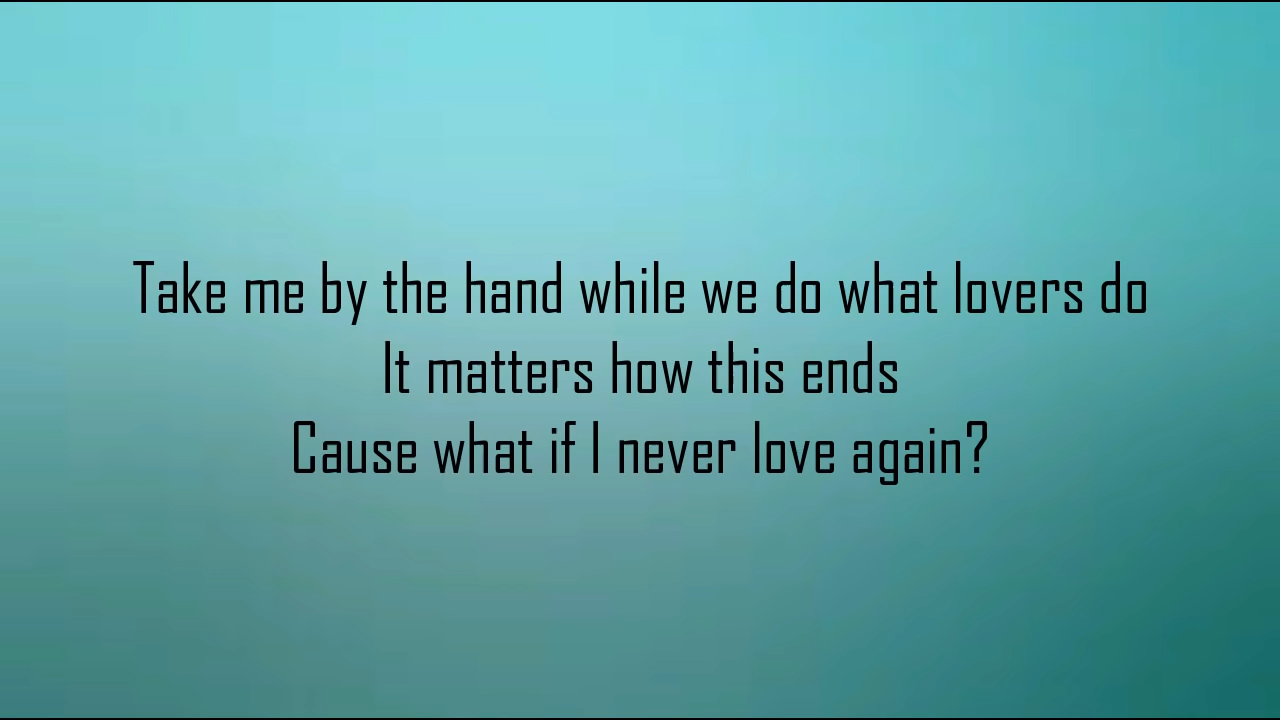 Take me by the hand while we do what lovers do
It matters how this ends
Cause what if I never love again?